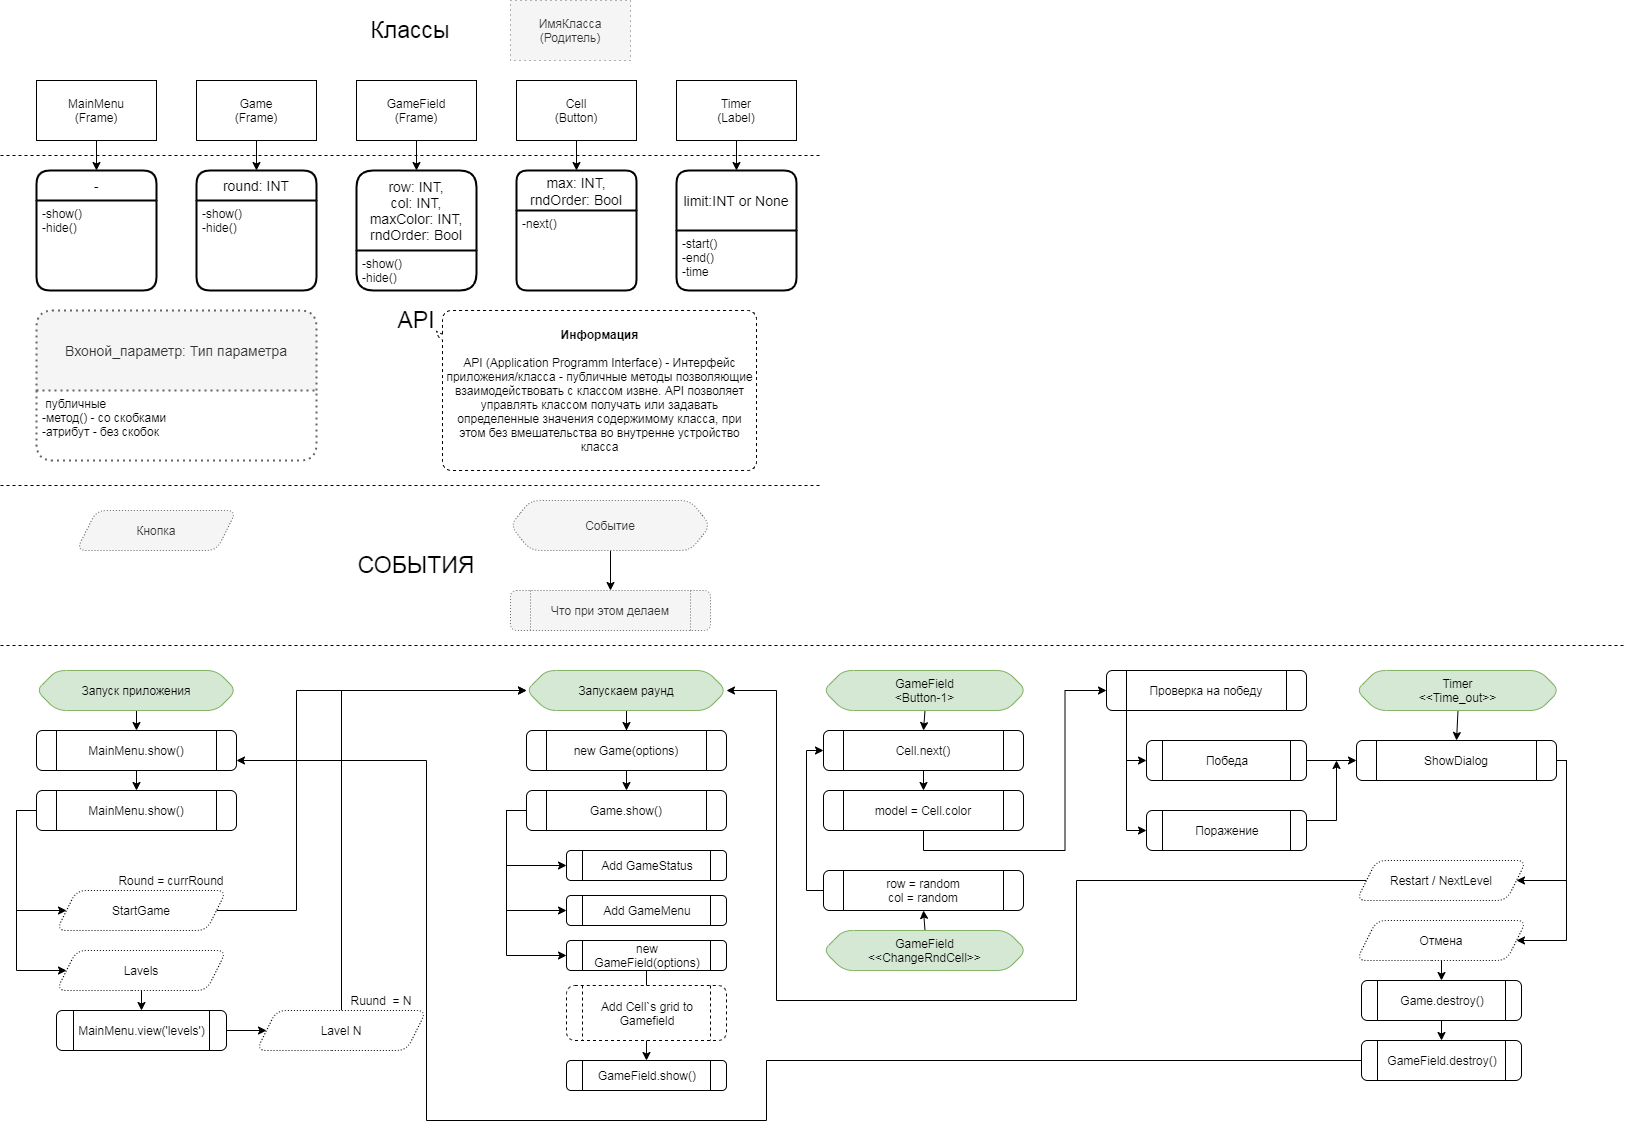 Классы
ИмяКласса
(Родитель)
MainMenu
(Frame)
Game
(Frame)
GameField
(Frame)
Cell
(Button)
Timer
(Label)
-
-show()
-hide()
round: INT
-show()
-hide()
row: INT,
col: INT,
maxColor: INT,
rndOrder: Bool
-show()
-hide()
max: INT,
rndOrder: Bool
-next()
limit:INT or None
-start()
-end()
-time
Вхоной_параметр: Тип параметра
публичные
-метод() - со скобками
-атрибут - без скобок
API
Информация
API (Application Programm Interface) - Интерфейс
приложения/класса - публичные методы позволяющие
взаимодействовать с классом извне. API позволяет
управлять классом получать или задавать
определенные значения содержимому класса, при
этом без вмешательства во внутренне устройство
класса
Кнопка
СОБЫТИЯ
Событие
Что при этом делаем
Запуск приложения
MainMenu.show()
MainMenu.show()
Round = currRound
StartGame
Lavels
MainMenu.view('levels')
Ruund = N
Lavel N
Запускаем раунд
new Game(options)
Game.show()
Add GameStatus
Add GameMenu
new
GameField(options)
Add Cell`s grid to
Gamefield
GameField.show()
GameField
<Button-1>
Cell.next()
model = Cell.color
row = random
col = random
GameField
<<ChangeRndCell>>
Проверка на победу
Победа
Поражение
Timer
<<Time_out>>
ShowDialog
Restart / NextLevel
Отмена
Game.destroy()
GameField.destroy()